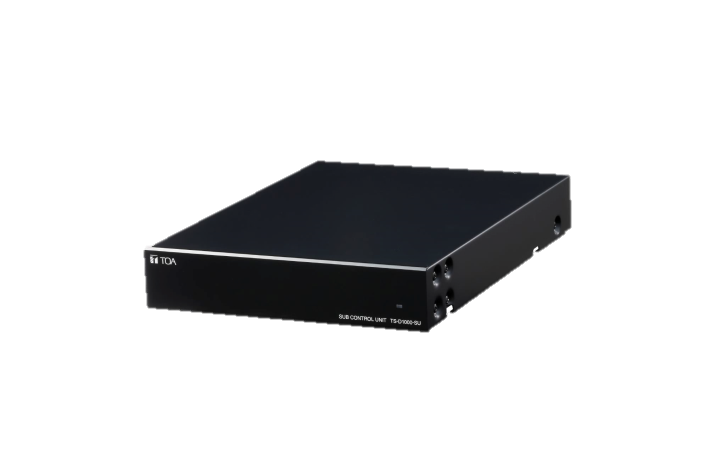 TOA
SUB CONTROL UNIT TS-D1000-SU